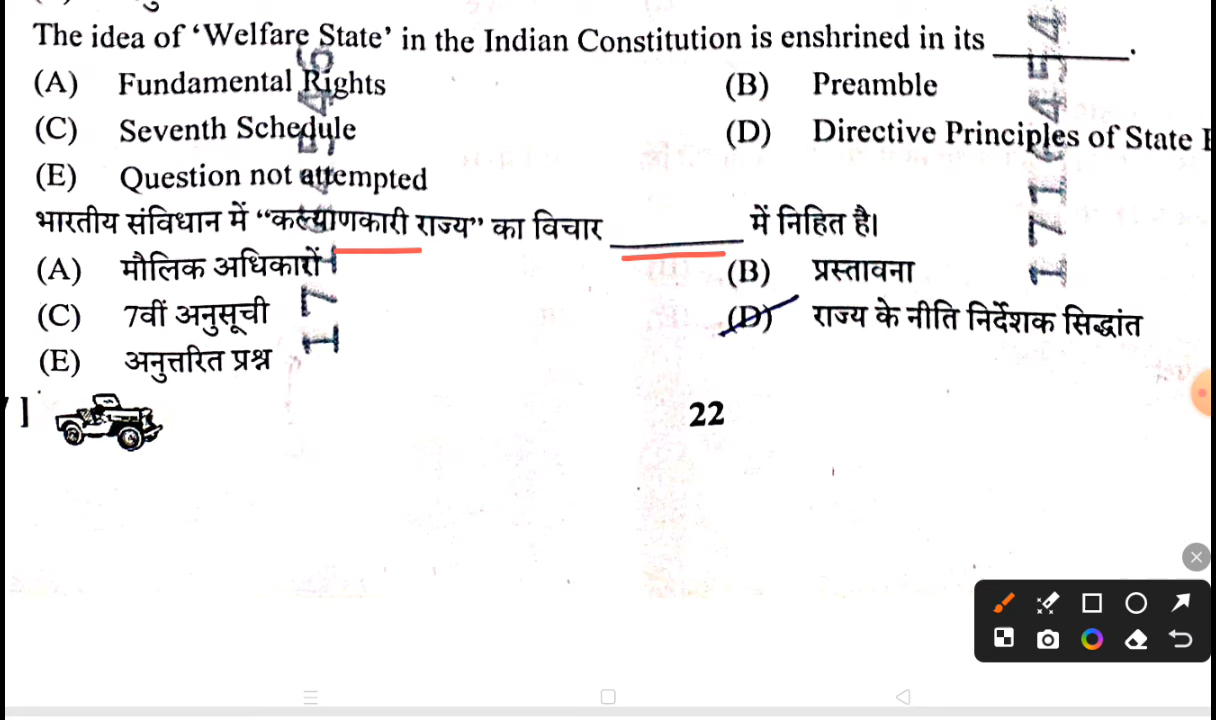 The idea of ‘Welfare State’ in the Indian Constitution is enshrined in its ________.
(A) Fundamental Rights (B) Preamble
(C) Seventh Schedule (D) Directive Principles of State
(E) Question not attempted
भारतीय संविधान में “कल्याणकारी राज्य” का विचार ________ में निहित है।
(A) मौलिक अधिकारों (B) प्रस्तावना
(C) 7वीं अनुसूची (D) राज्य के नीति निर्देशक सिद्धांत
(E) अनुत्तरित प्रश्न
] 22